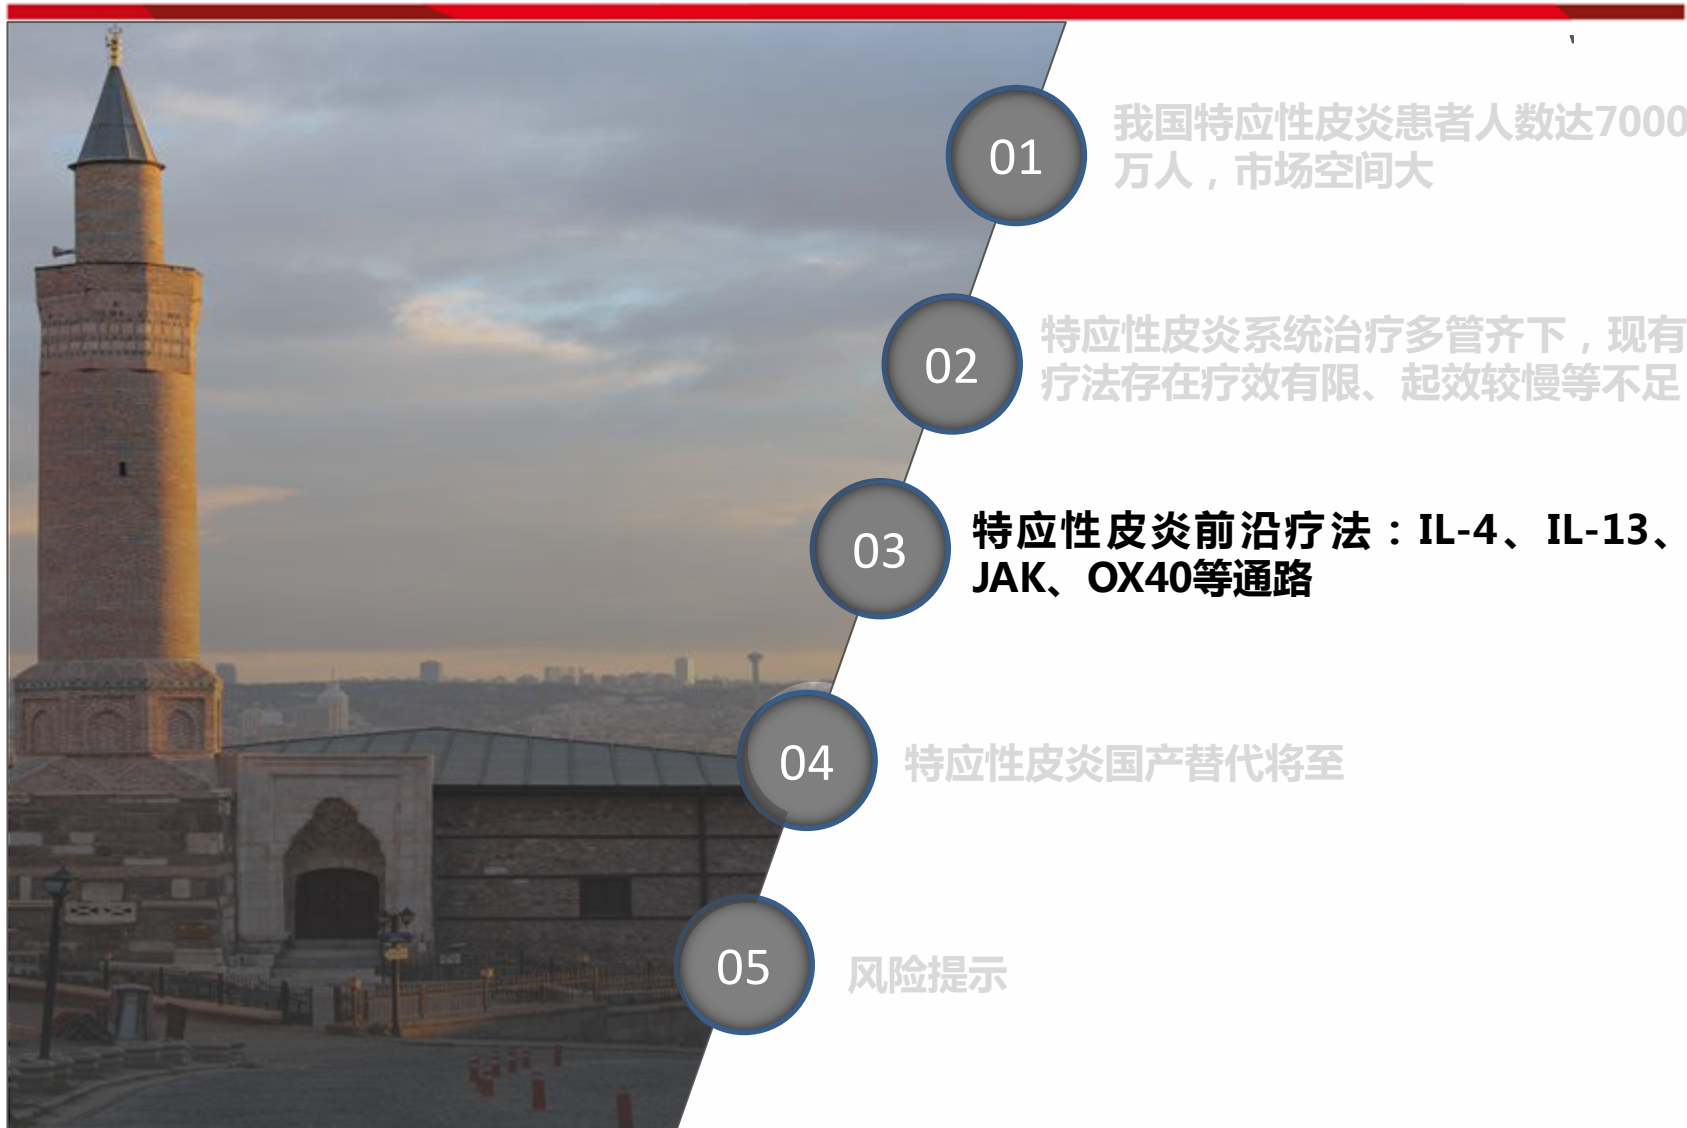 01
我国特应性皮炎患者人数达7000
万人，市场空间大
02
特应性皮炎系统治疗多管齐下，现有
疗法存在疗效有限、起效较慢等不足
03
特应性皮炎前沿疗法：IL-4、IL-13、
JAK、OX40等通路
04
特应性皮炎国产替代将至
05
风险提示